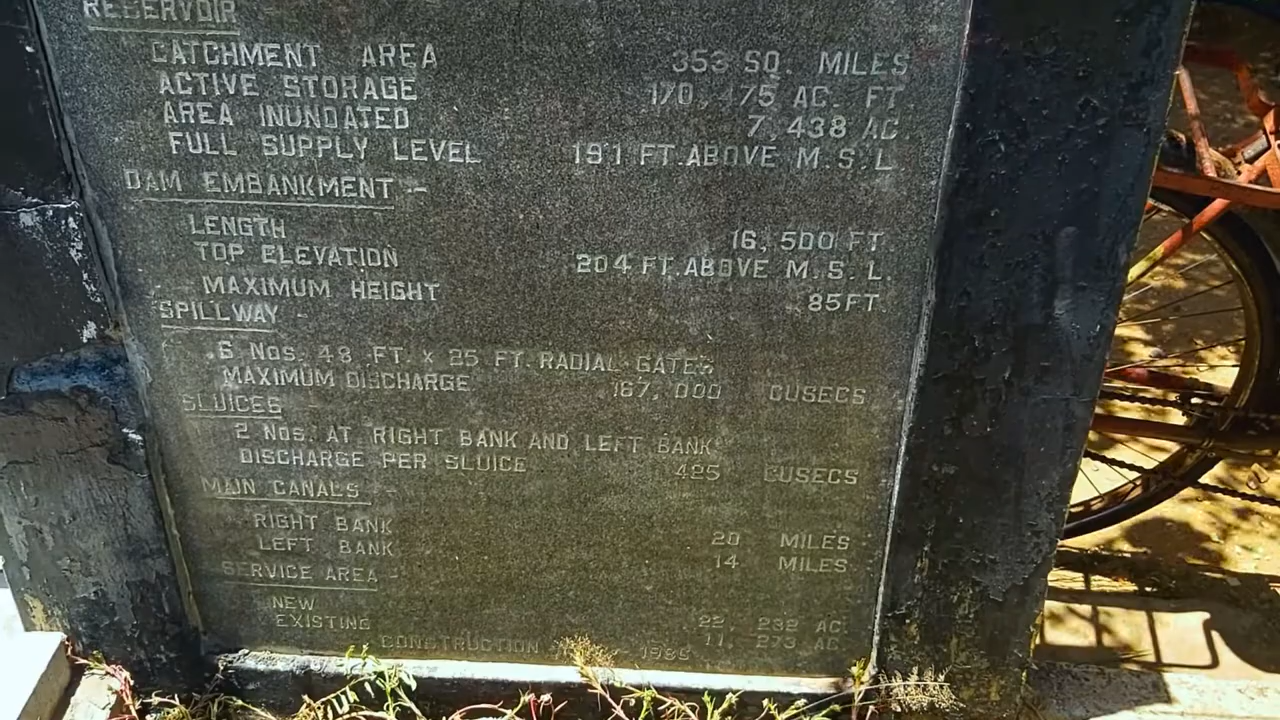 RESERVOIR
CATCHMENT AREA 353 SQ. MILES
ACTIVE STORAGE 170,475 AC. FT
AREA INUNDATED 7,438 AC.
FULL SUPPLY LEVEL 191 FT. ABOVE M.S.L.
DAM EMBANKMENT :-
LENGTH 16,500 FT.
TOP ELEVATION 204 FT. ABOVE M.S.L.
MAXIMUM HEIGHT 85 FT.
SPILLWAY :-
6 Nos. 48 FT. x 25 FT. RADIAL GATES
MAXIMUM DISCHARGE 167,000 CUSECS
SLUICES
2 Nos. AT RIGHT BANK AND LEFT BANK
DISCHARGE PER SLUICE 425 CUSECS
MAIN CANALS :-
RIGHT BANK 20 MILES
LEFT BANK 14 MILES
SERVICE AREA :-
NEW 22 232 AC
EXISTING 11, 273 AC
CONSTRUCTION